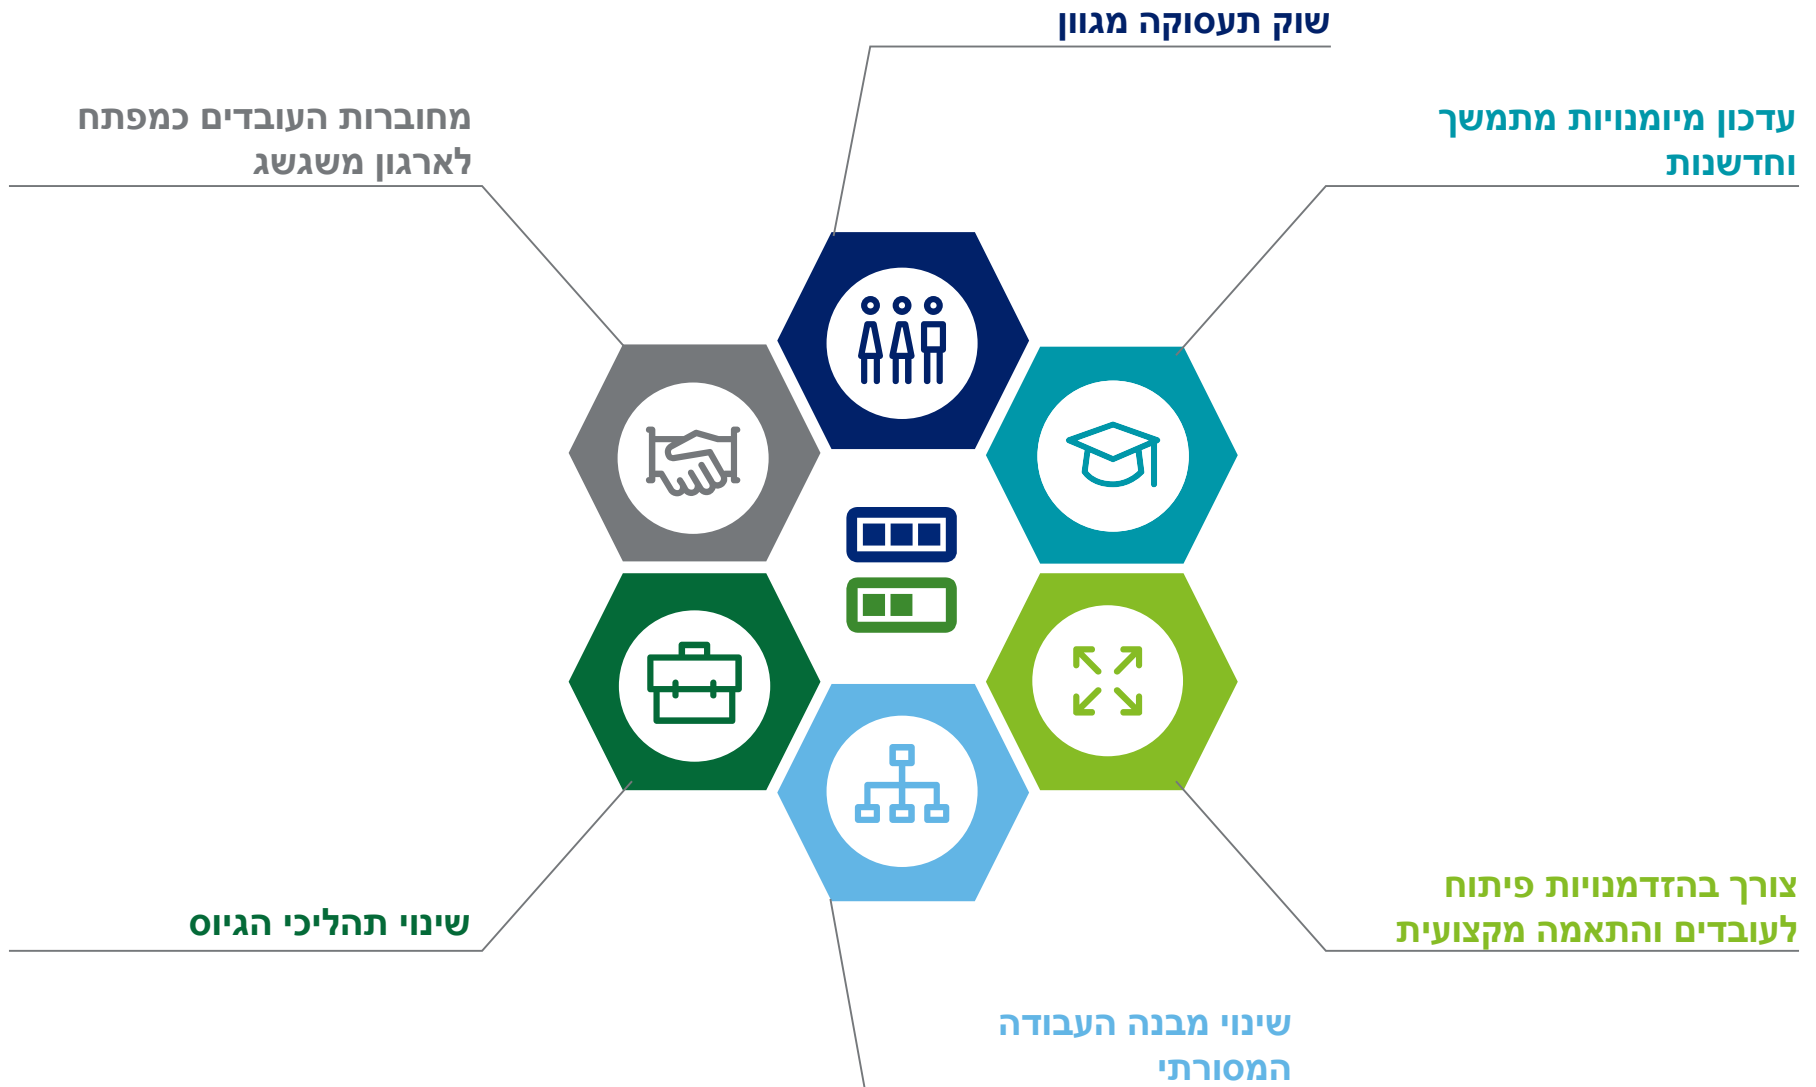 שוק תעסוקה מגוון
עדכון מיומנויות מתמשך
וחדשנות
מחוברות העובדים כמפתח
לארגון משגשג
צורך בהזדמנויות פיתוח
לעובדים והתאמה מקצועית
שינוי תהליכי הגיוס
שינוי מבנה העבודה
המסורתי